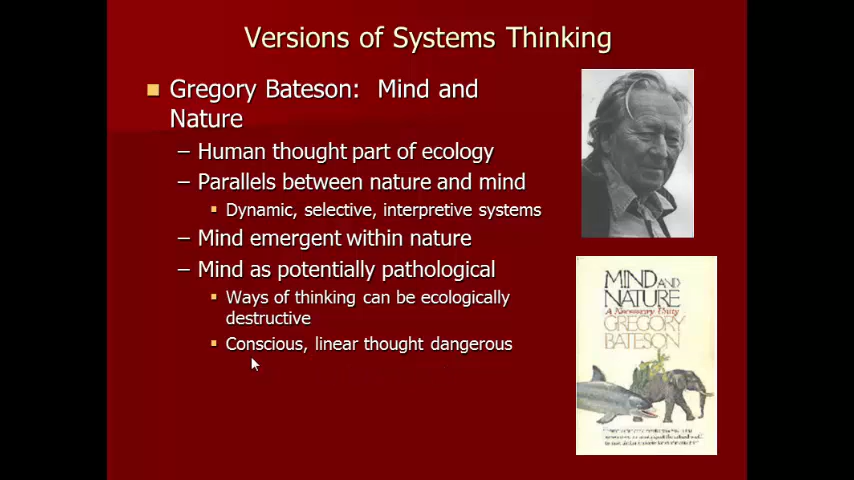 Versions of Systems Thinking
Gregory Bateson: Mind and
Nature
– Human thought part of ecology
– Parallels between nature and mind
Dynamic, selective, interpretive systems
– Mind emergent within nature
– Mind as potentially pathological
Ways of thinking can be ecologically
destructive
Conscious, linear thought dangerous
MIND AND
NATURE
A Necessary Unity
GREGORY
BATESON